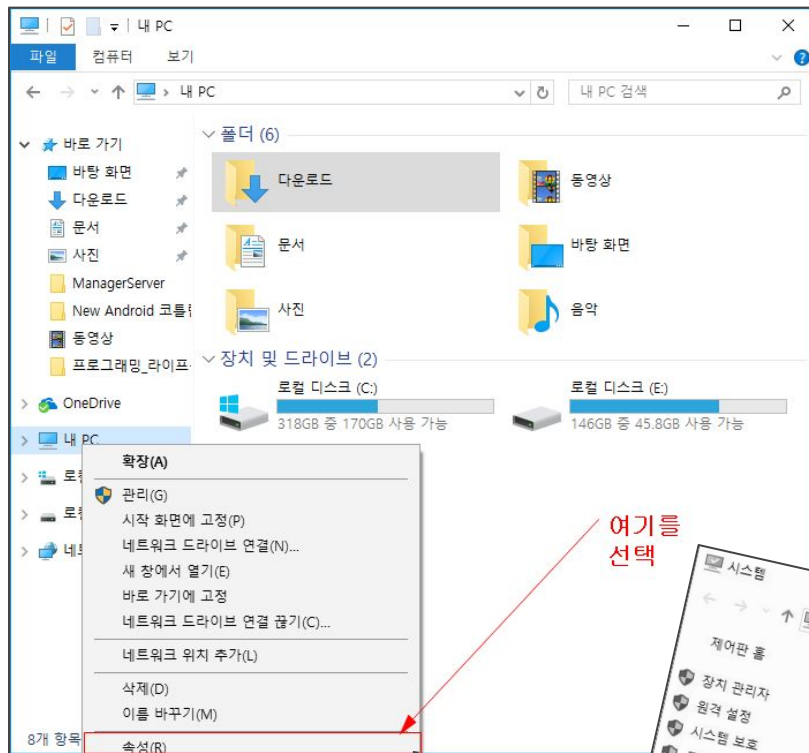 내 PC
파일 컴퓨터 보기
내 PC
내 PC 검색
바로 가기
바탕 화면
다운로드
문서
사진
ManagerServer
New Android 코틀
동영상
프로그래밍_라이프
OneDrive
내 PC
로컬
로컬
네트
8개 항목
폴더 (6)
다운로드
동영상
문서
바탕 화면
사진
음악
장치 및 드라이브 (2)
로컬 디스크 (C:)
318GB 중 170GB 사용 가능
로컬 디스크 (E:)
146GB 중 45.8GB 사용 가능
확장(A)
관리(G)
시작 화면에 고정(P)
네트워크 드라이브 연결(N)...
새 창에서 열기(E)
바로 가기에 고정
네트워크 드라이브 연결 끊기(C)...
네트워크 위치 추가(L)
삭제(D)
이름 바꾸기(M)
속성(R)
여기를
선택
시스템
제어판 홈
장치 관리자
원격 설정
시스템 보호